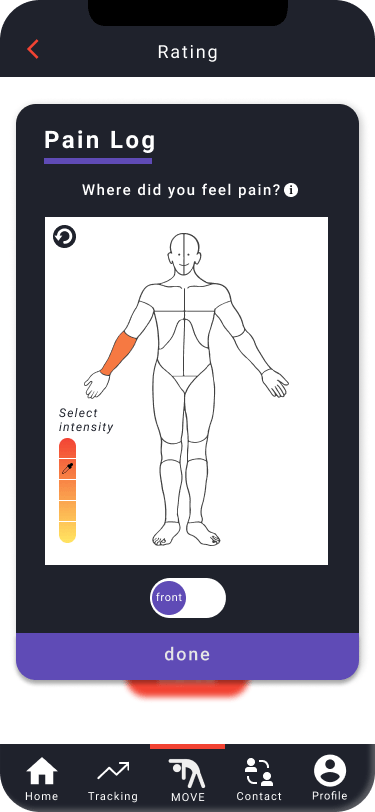 Rating
Pain Log
Where did you feel pain?
Select
intensity
front
done
Home
Tracking
MOVE
Contact
Profile